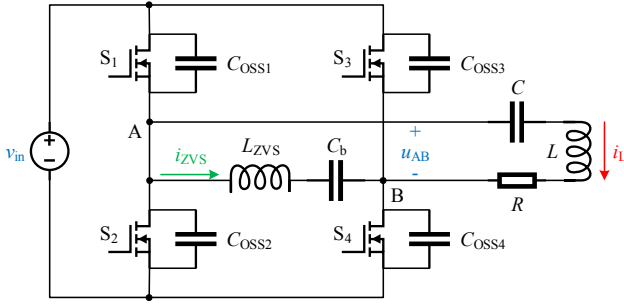 S1
COSS1
S3
COSS3
A
C
vin
+
-
iZVS
LZVS
Cb
+
uAB
-
L
iL
B
R
S2
COSS2
S4
COSS4